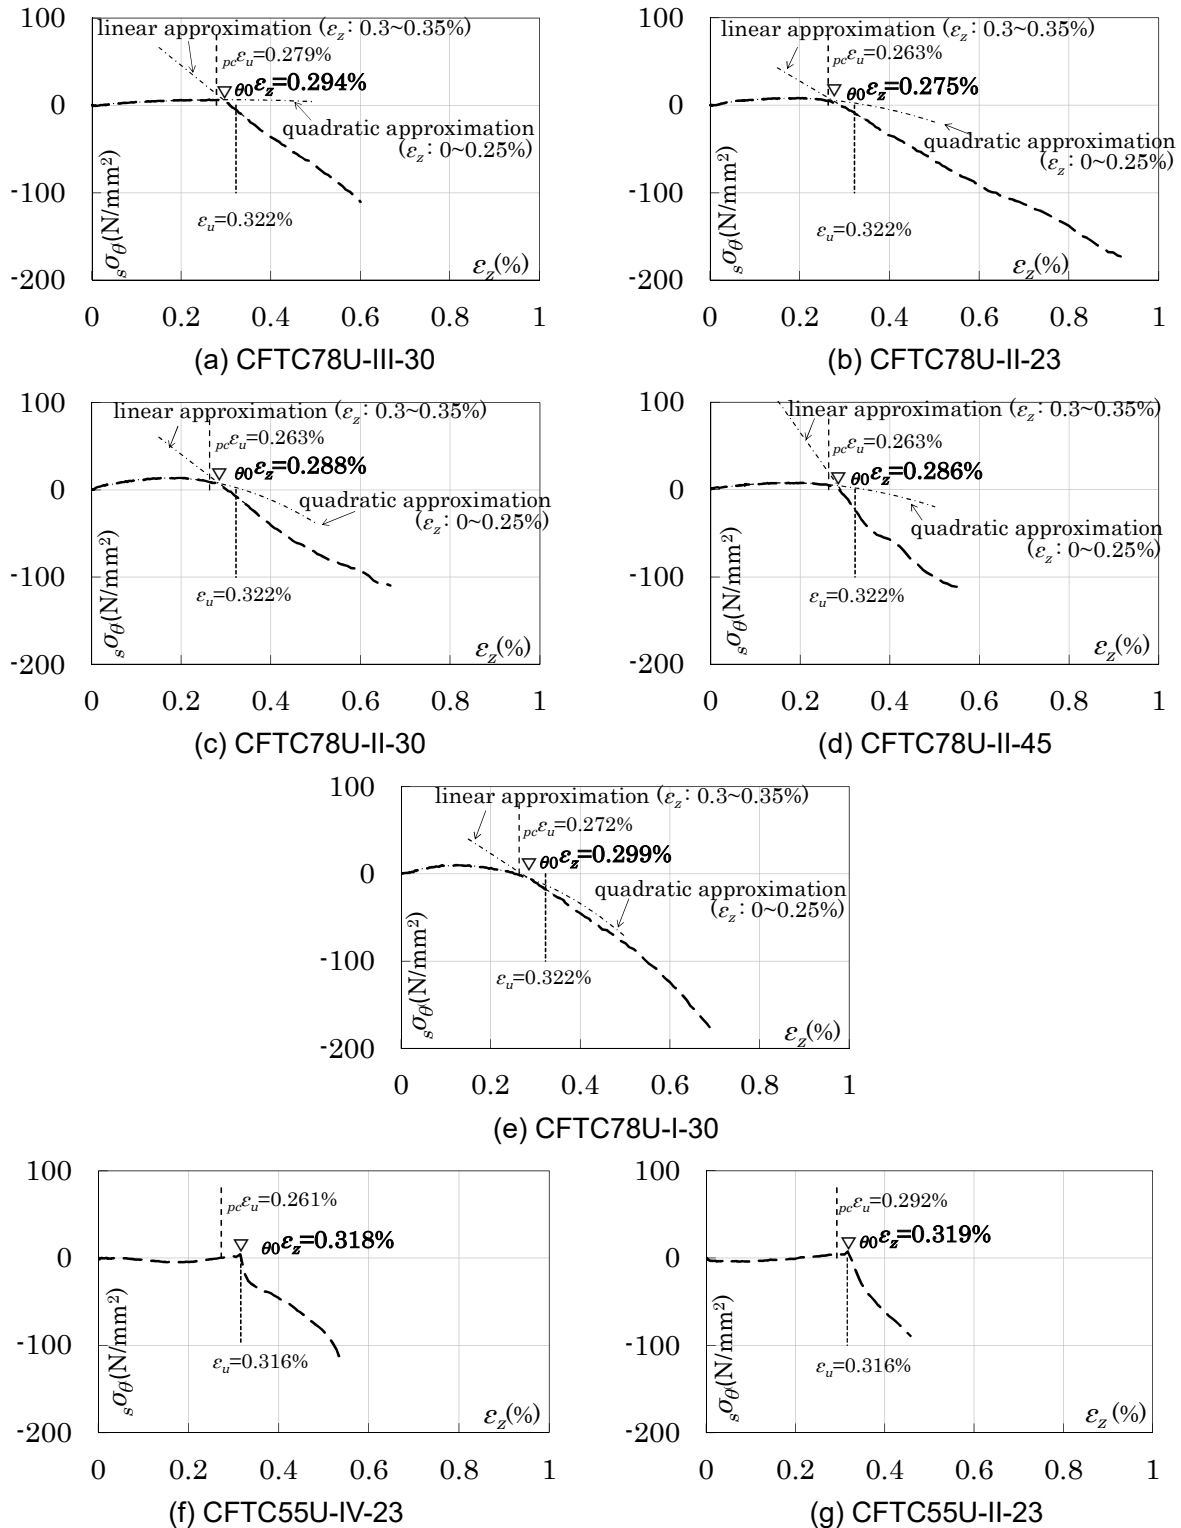 100
linear approximation (εz : 0.3~0.35%)
pcεu=0.279%
θ0εz=0.294%
0
quadratic approximation
(εz : 0~0.25%)
-100
εu=0.322%
sσθ(N/mm²)
εz(%)
-200
0 0.2 0.4 0.6 0.8 1
(a) CFTC78U-III-30
100
linear approximation (εz : 0.3~0.35%)
pcεu=0.263%
θ0εz=0.275%
0
quadratic approximation
(εz : 0~0.25%)
-100
εu=0.322%
sσθ(N/mm²)
εz(%)
-200
0 0.2 0.4 0.6 0.8 1
(b) CFTC78U-II-23
100
linear approximation (εz : 0.3~0.35%)
pcεu=0.263%
θ0εz=0.288%
0
quadratic approximation
(εz : 0~0.25%)
-100
εu=0.322%
sσθ(N/mm²)
εz(%)
-200
0 0.2 0.4 0.6 0.8 1
(c) CFTC78U-II-30
100
linear approximation (εz : 0.3~0.35%)
pcεu=0.263%
θ0εz=0.286%
0
quadratic approximation
(εz : 0~0.25%)
-100
εu=0.322%
sσθ(N/mm²)
εz(%)
-200
0 0.2 0.4 0.6 0.8 1
(d) CFTC78U-II-45
100
linear approximation (εz : 0.3~0.35%)
pcεu=0.272%
θ0εz=0.299%
0
quadratic approximation
(εz : 0~0.25%)
-100
εu=0.322%
sσθ(N/mm²)
εz(%)
-200
0 0.2 0.4 0.6 0.8 1
(e) CFTC78U-I-30
100
pcεu=0.261%
θ0εz=0.318%
0
-100
εu=0.316%
sσθ(N/mm²)
εz(%)
-200
0 0.2 0.4 0.6 0.8 1
(f) CFTC55U-IV-23
100
pcεu=0.292%
θ0εz=0.319%
0
-100
εu=0.316%
sσθ(N/mm²)
εz(%)
-200
0 0.2 0.4 0.6 0.8 1
(g) CFTC55U-II-23